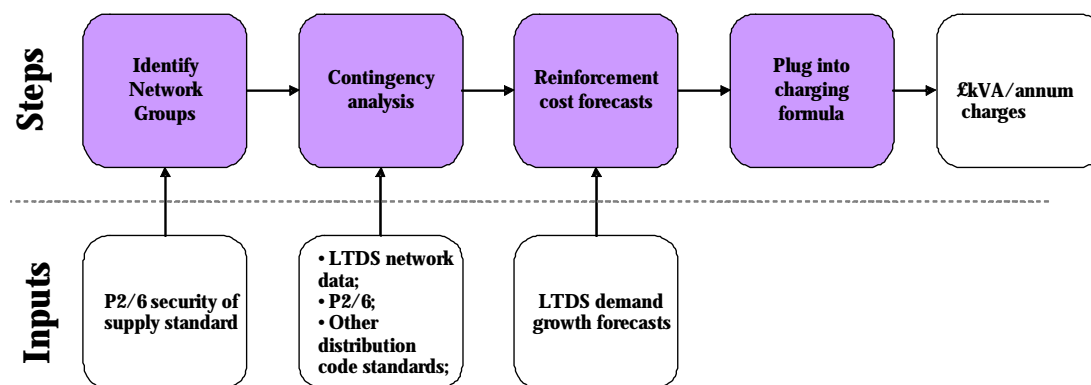 Steps
Identify
Network
Groups
Contingency
analysis
Reinforcement
cost forecasts
Plug into
charging
formula
£kVA/annum
charges
Inputs
P2/6 security of
supply standard
• LTDS network
data;
• P2/6;
• Other
distribution
code standards;
LTDS demand
growth forecasts